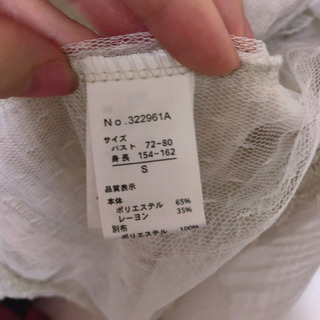 No.322961A
サイズ
バスト 72-80
身長 154-162
S
品質表示
本体 65%
ポリエステル 35%
レーヨン
別布
ポリエステル 100%